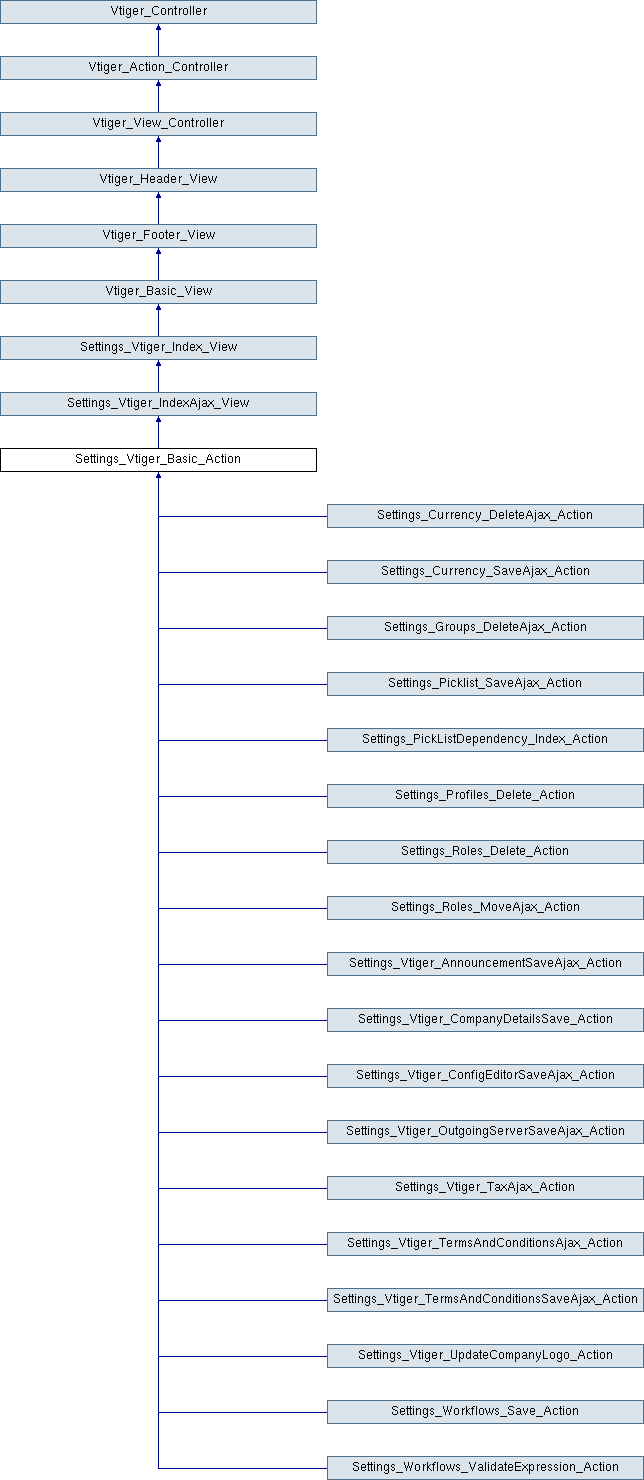 Vtiger_Controller
Vtiger_Action_Controller
Vtiger_View_Controller
Vtiger_Header_View
Vtiger_Footer_View
Vtiger_Basic_View
Settings_Vtiger_Index_View
Settings_Vtiger_IndexAjax_View
Settings_Vtiger_Basic_Action
Settings_Currency_DeleteAjax_Action
Settings_Currency_SaveAjax_Action
Settings_Groups_DeleteAjax_Action
Settings_Picklist_SaveAjax_Action
Settings_PickListDependency_Index_Action
Settings_Profiles_Delete_Action
Settings_Roles_Delete_Action
Settings_Roles_MoveAjax_Action
Settings_Vtiger_AnnouncementSaveAjax_Action
Settings_Vtiger_CompanyDetailsSave_Action
Settings_Vtiger_ConfigEditorSaveAjax_Action
Settings_Vtiger_OutgoingServerSaveAjax_Action
Settings_Vtiger_TaxAjax_Action
Settings_Vtiger_TermsAndConditionsAjax_Action
Settings_Vtiger_TermsAndConditionsSaveAjax_Action
Settings_Vtiger_UpdateCompanyLogo_Action
Settings_Workflows_Save_Action
Settings_Workflows_ValidateExpression_Action